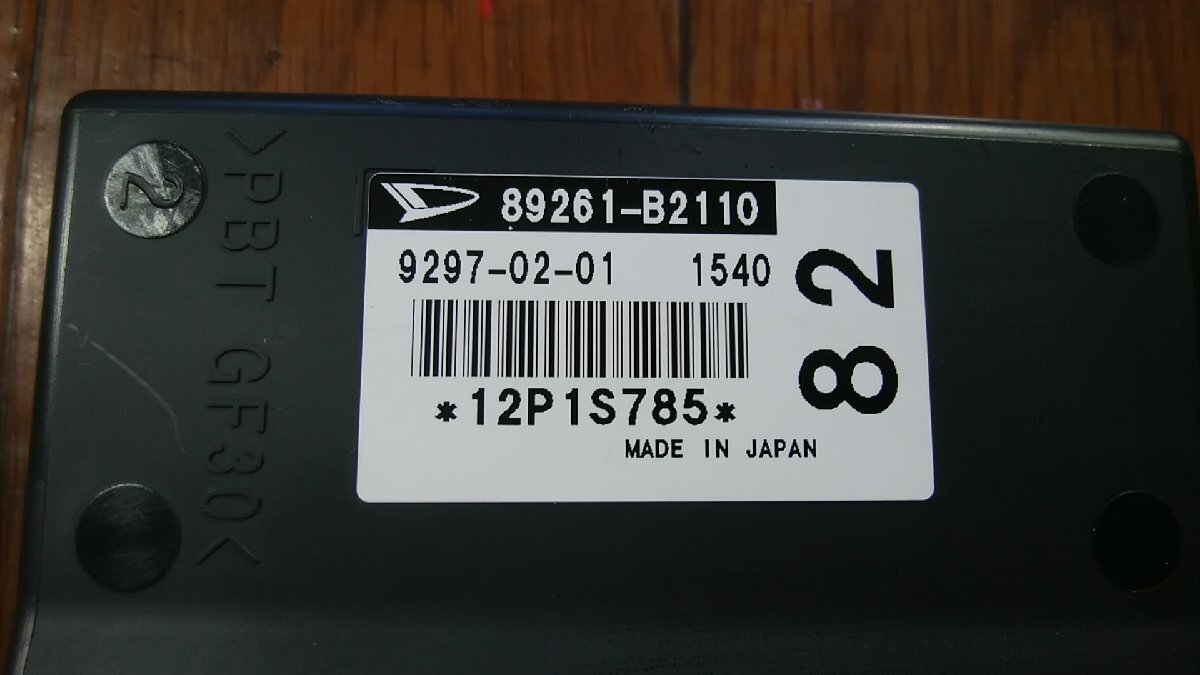 2
>PBT GF30<
89261-B2110
9297-02-01 1540
*12P1S785*
MADE IN JAPAN
82